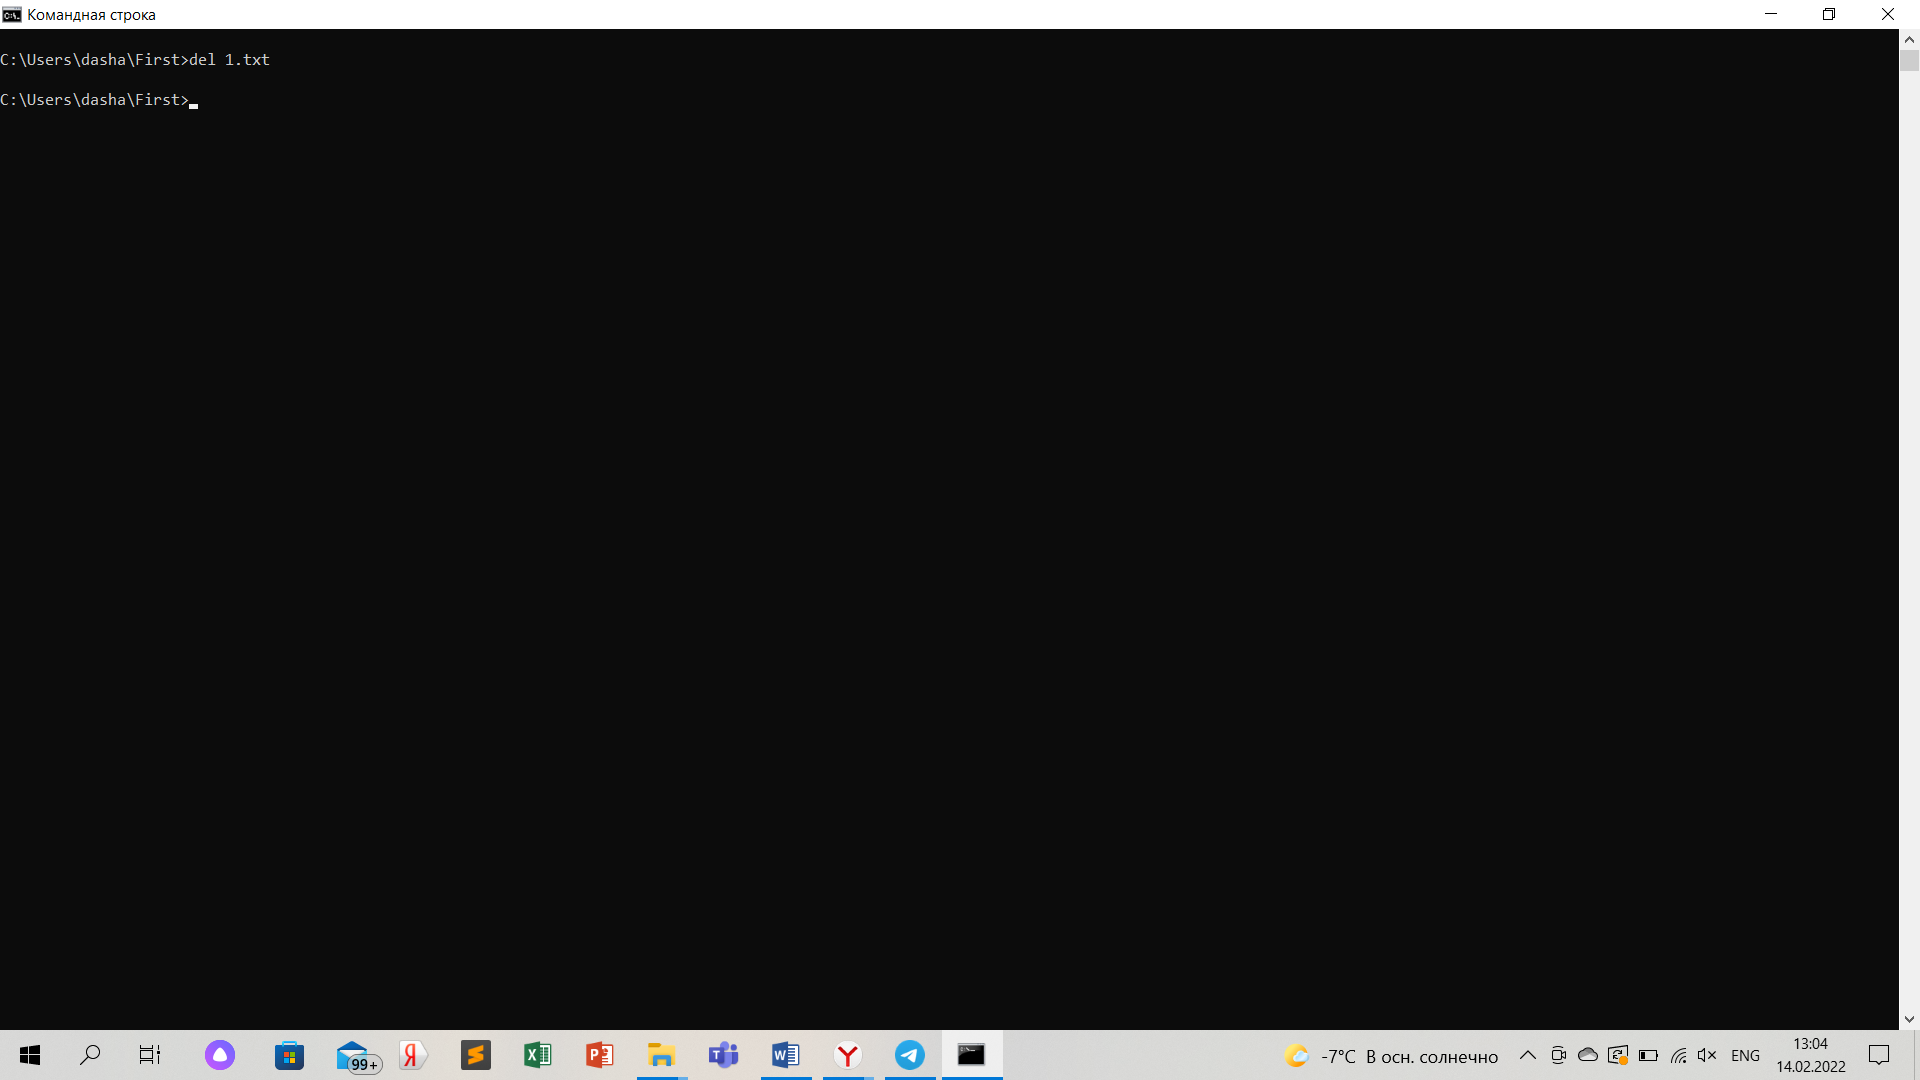 Командная строка
C:\Users\dasha\First>del 1.txt
C:\Users\dasha\First>
99+
-7°C В осн. солнечно
ENG
13:04
14.02.2022